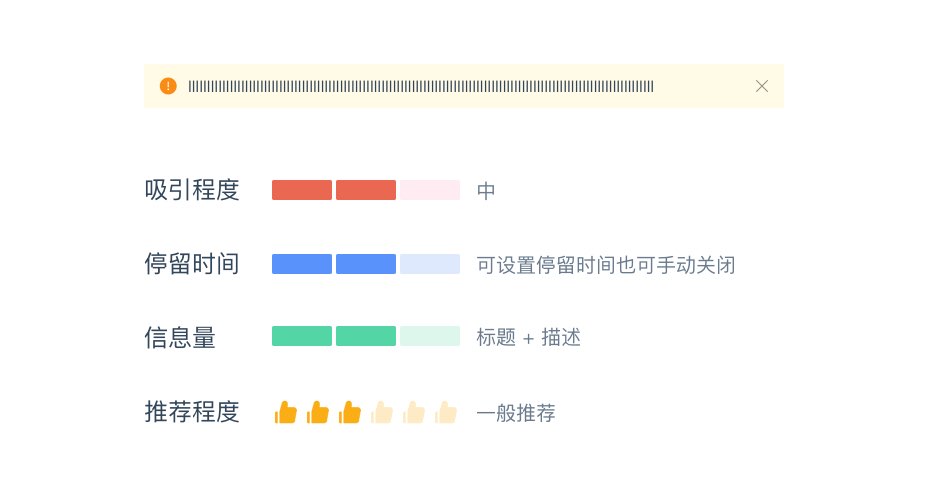 吸引程度
中
停留时间
可设置停留时间也可手动关闭
信息量
标题 + 描述
推荐程度
一般推荐